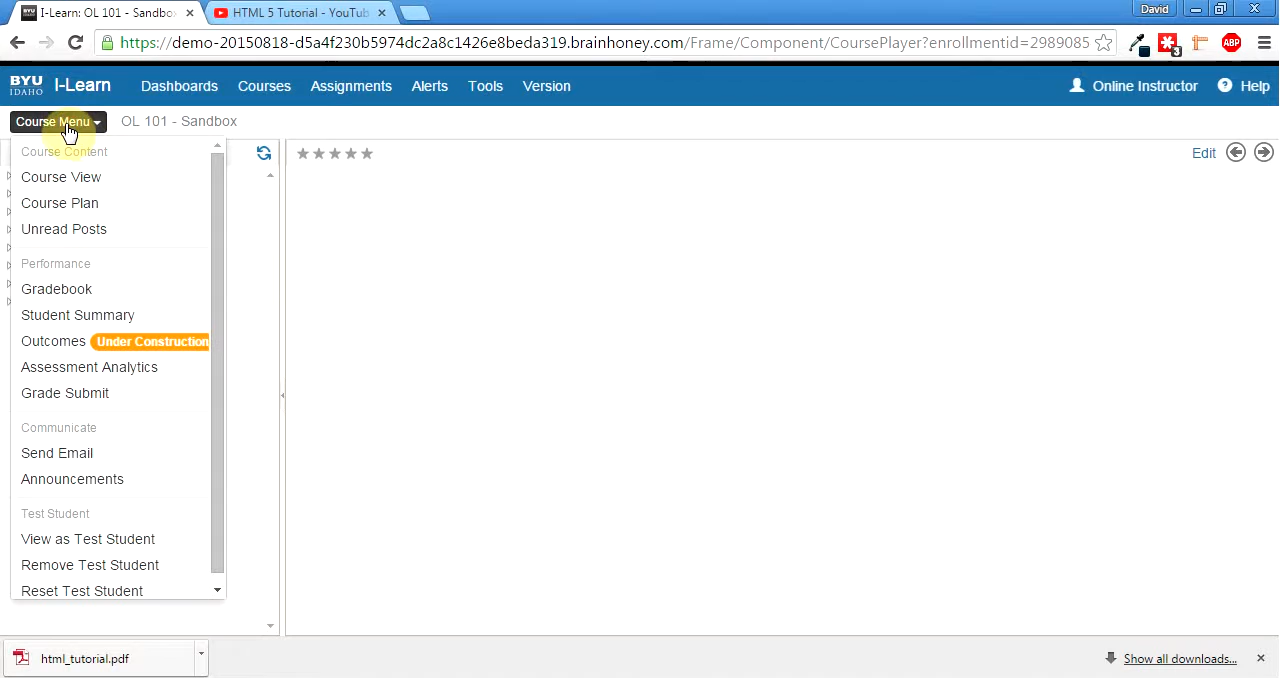 I-Learn: OL 101 - Sandbox
HTML 5 Tutorial - YouTub
David
https://demo-20150818-d5a4f230b5974dc2a8c1426e8beda319.brainhoney.com/Frame/Component/CoursePlayer?enrollmentid=2989085
3
ABP
BYU
IDAHO
I-Learn
Dashboards
Courses
Assignments
Alerts
Tools
Version
Online Instructor
Help
Course Menu
OL 101 - Sandbox
Edit
Course Content
Course View
Course Plan
Unread Posts
Performance
Gradebook
Student Summary
Outcomes Under Construction
Assessment Analytics
Grade Submit
Communicate
Send Email
Announcements
Test Student
View as Test Student
Remove Test Student
Reset Test Student
html_tutorial.pdf
Show all downloads...